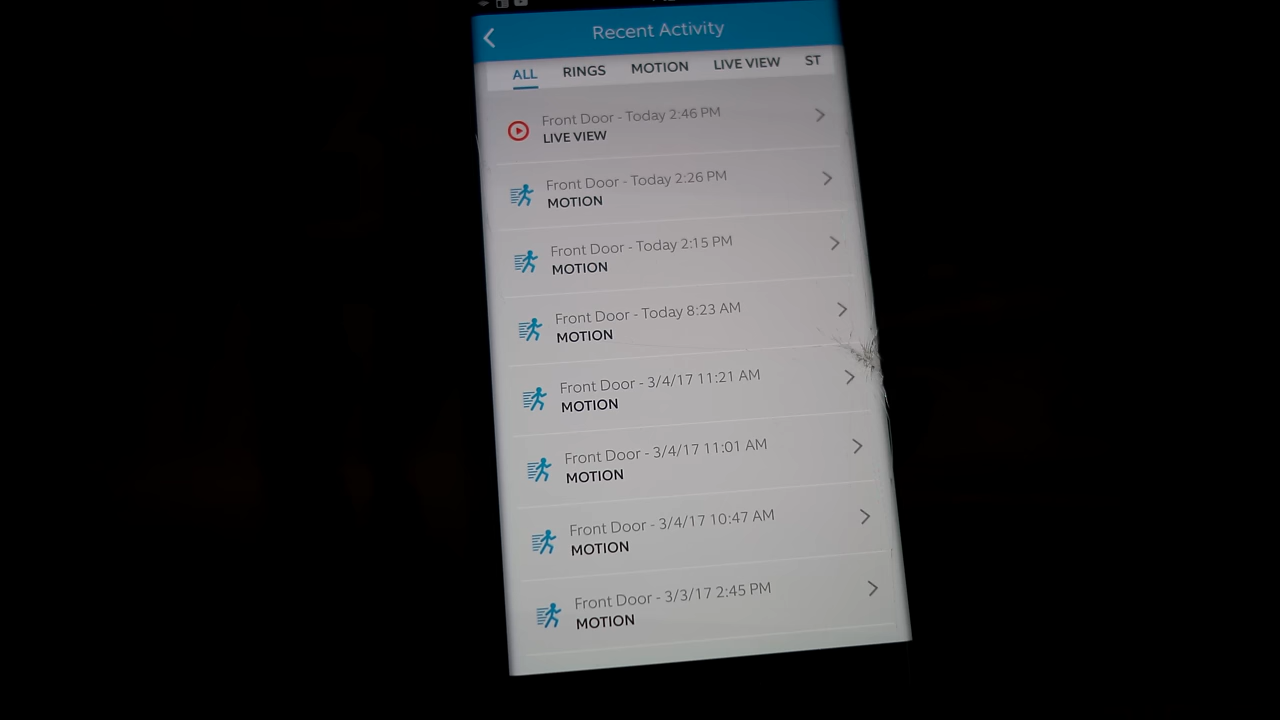 Recent Activity
ALL RINGS MOTION LIVE VIEW ST
Front Door - Today 2:46 PM
LIVE VIEW
Front Door - Today 2:26 PM
MOTION
Front Door - Today 2:15 PM
MOTION
Front Door - Today 8:23 AM
MOTION
Front Door - 3/4/17 11:21 AM
MOTION
Front Door - 3/4/17 11:01 AM
MOTION
Front Door - 3/4/17 10:47 AM
MOTION
Front Door - 3/3/17 2:45 PM
MOTION